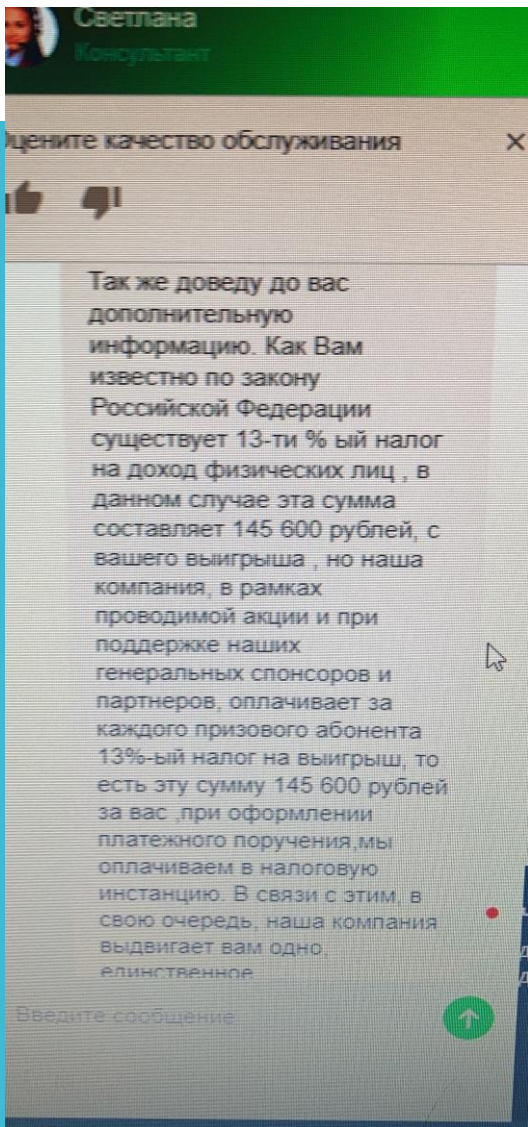 Светлана
Консультант
Оцените качество обслуживания
Так же доведу до вас
дополнительную
информацию. Как Вам
известно по закону
Российской Федерации
существует 13-ти % ый налог
на доход физических лиц , в
данном случае эта сумма
составляет 145 600 рублей, с
вашего выигрыша , но наша
компания, в рамках
проводимой акции и при
поддержке наших
генеральных спонсоров и
партнеров, оплачивает за
каждого призового абонента
13%-ый налог на выигрыш, то
есть эту сумму 145 600 рублей
за вас ,при оформлении
платежного поручения,мы
оплачиваем в налоговую
инстанцию. В связи с этим, в
свою очередь, наша компания
выдвигает вам одно,
единственное
Введите сообщение